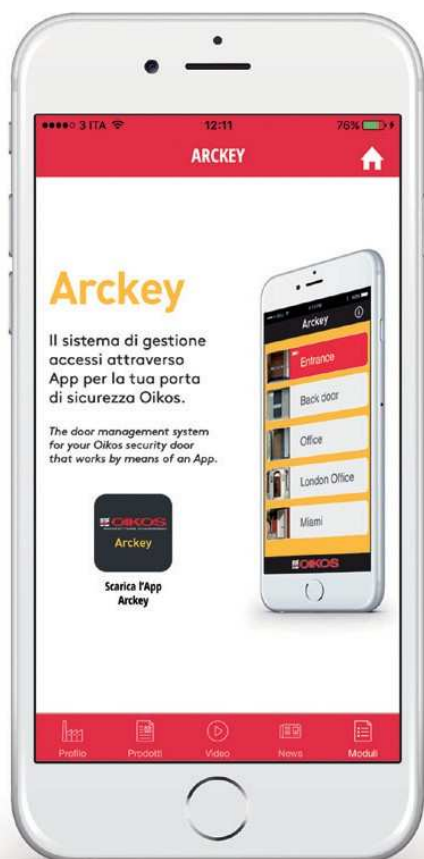 3 ITA 12:11 76%
ARCKEY
Arckey
Il sistema di gestione
accessi attraverso
App per la tua porta
di sicurezza Oikos.
The door management system
for your Oikos security door
that works by means of an App.
OIKOS
Arckey
Scarica l'App
Arckey
Arckey
Entrance
Back door
Office
London Office
Miami
OIKOS
Profilo Prodotti Video News Moduli